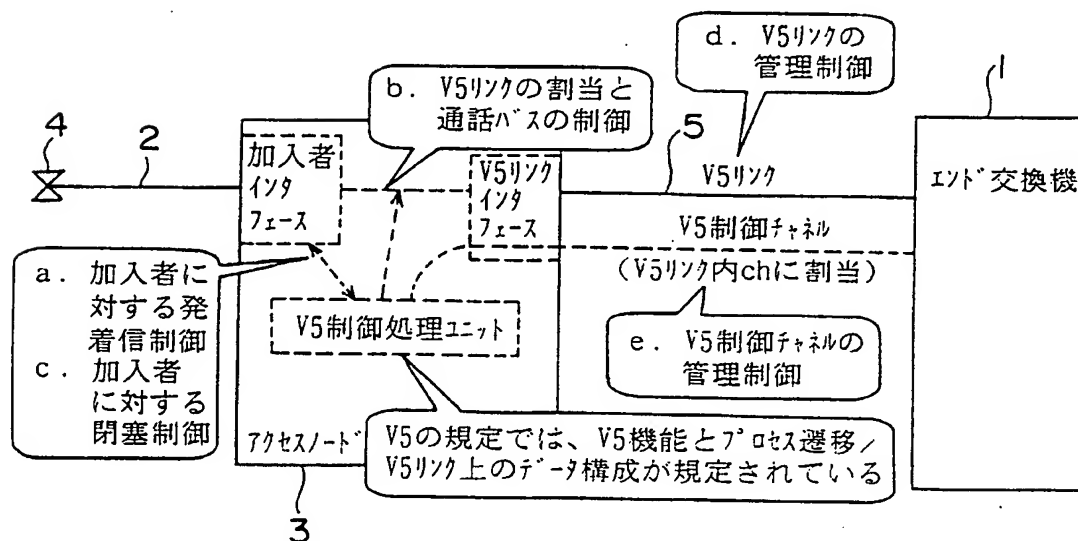 d. V5リンクの
管理制御
1
b. V5リンクの割当と
通話パスの制御
4
2
5
加入者
インタ
フェース
V5リンク
インタ
フェース
V5リンク
エンド交換機
V5制御チャネル
(V5リンク内chに割当)
a. 加入者に
対する発
着信制御
c. 加入者
に対する
閉塞制御
V5制御処理ユニット
e. V5制御チャネルの
管理制御
アクセスノード
V5の規定では、V5機能とプロセス遷移/
V5リンク上のデータ構成が規定されている
3